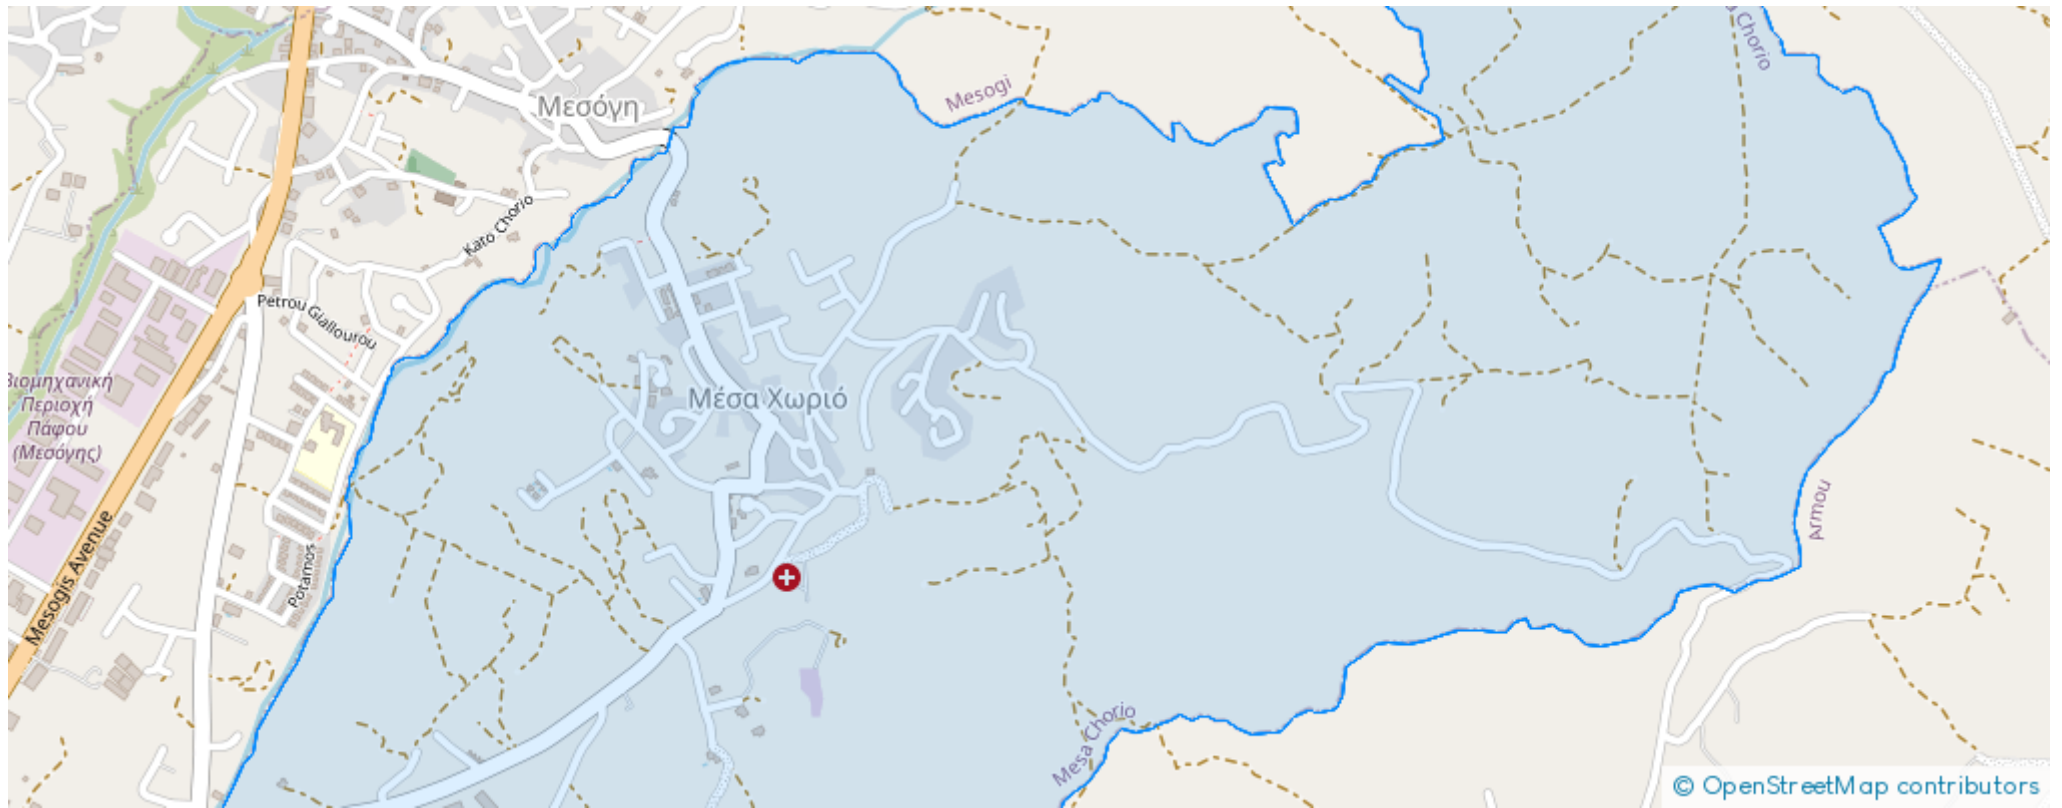 Mesa Chorio
Mesogi
Μεσόγη
Kato Chorio
Petrou Giallourou
Βιομηχανική
Περιοχή
Πάφου
(Μεσόγης)
Μέσα Χωριό
Mesogis Avenue
Potamos
Armou
Mesa Chorio
© OpenStreetMap contributors